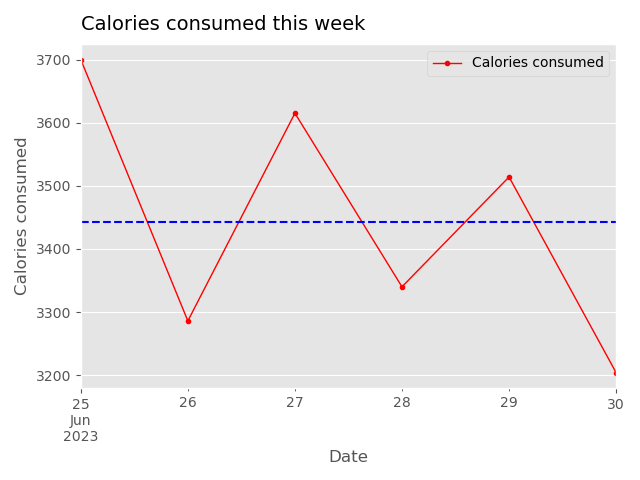 Calories consumed this week
Calories consumed
3700
3600
3500
3400
3300
3200
Calories consumed
25
Jun
2023
26
27
28
29
30
Date